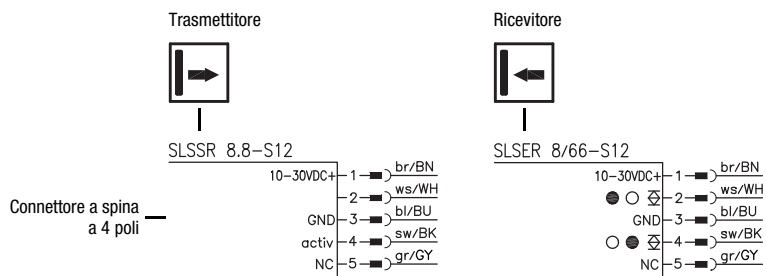 Trasmettitore
Ricevitore
SLSSR 8.8-S12
10-30VDC+ 1 br/BN
2 ws/WH
GND 3 bl/BU
activ 4 sw/BK
NC 5 gr/GY
Connettore a spina
a 4 poli
SLSER 8/66-S12
10-30VDC+ 1 br/BN
2 ws/WH
GND 3 bl/BU
4 sw/BK
NC 5 gr/GY